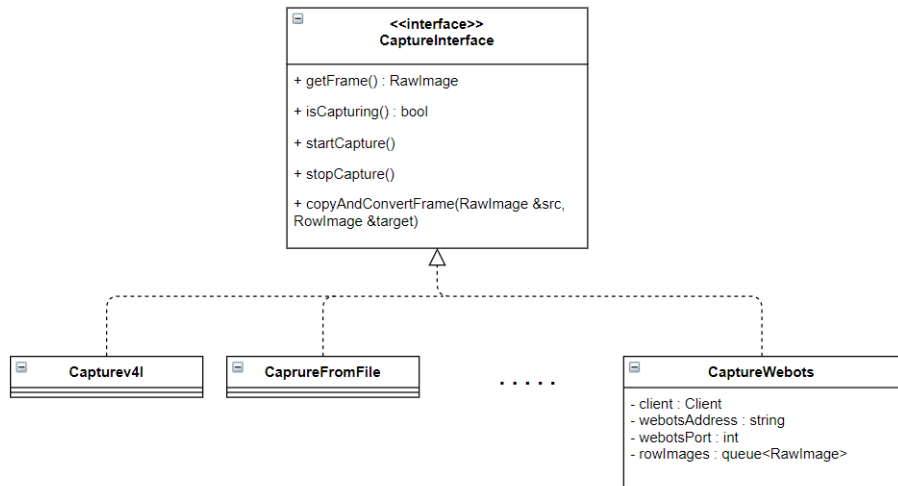 <<interface>>
CaptureInterface
+ getFrame() : RawImage
+ isCapturing() : bool
+ startCapture()
+ stopCapture()
+ copyAndConvertFrame(RawImage &src,
RowImage &target)
Capturev4l
CaprureFromFile
. . . . .
CaptureWebots
- client : Client
- webotsAddress : string
- webotsPort : int
- rowImages : queue<RawImage>